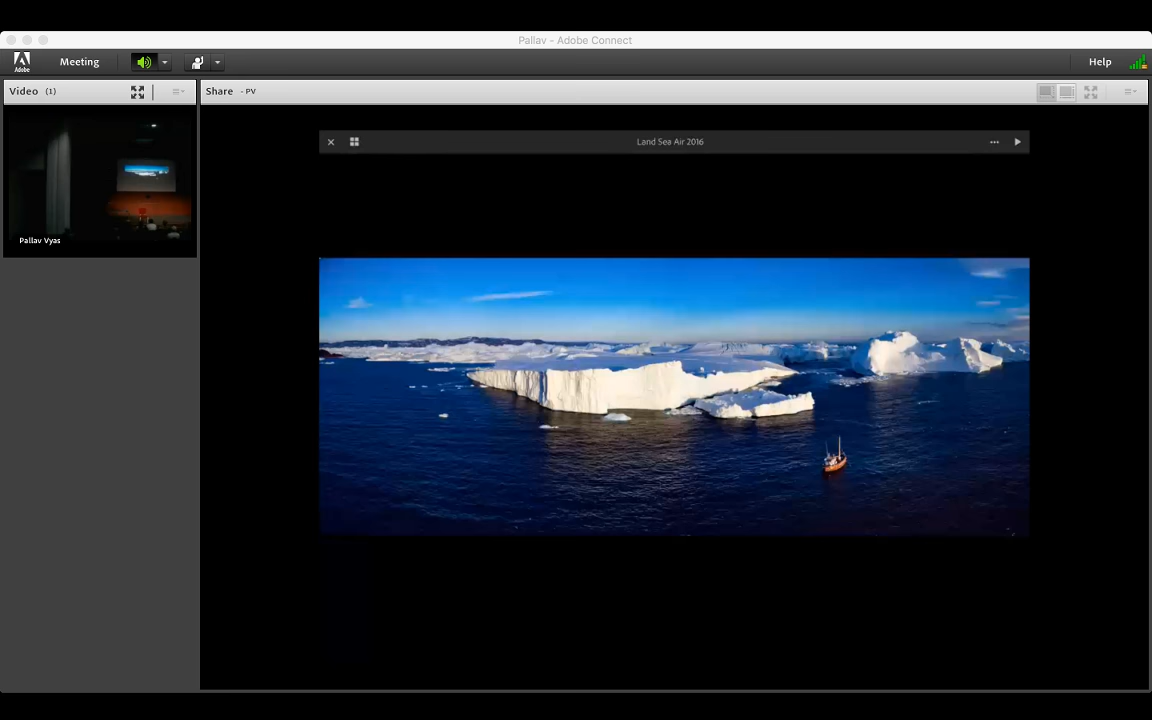 Pallav - Adobe Connect
Adobe Meeting Help
Video (1)
Share - PV
Land Sea Air 2016
Pallav Vyas